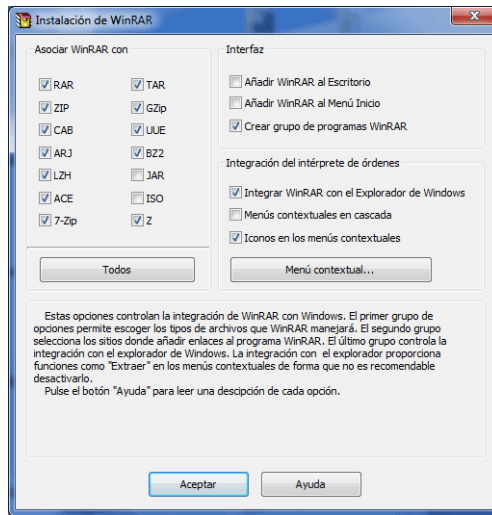 Instalación de WinRAR
Asociar WinRAR con
RAR
ZIP
CAB
ARJ
LZH
ACE
7-Zip
TAR
GZip
UUE
BZ2
JAR
ISO
Z
Todos
Interfaz
Añadir WinRAR al Escritorio
Añadir WinRAR al Menú Inicio
Crear grupo de programas WinRAR
Integración del intérprete de órdenes
Integrar WinRAR con el Explorador de Windows
Menús contextuales en cascada
Iconos en los menús contextuales
Menú contextual...
Estas opciones controlan la integración de WinRAR con Windows. El primer grupo de
opciones permite escoger los tipos de archivos que WinRAR manejará. El segundo grupo
selecciona los sitios donde añadir enlaces al programa WinRAR. El último grupo controla la
integración con el explorador de Windows. La integración con el explorador proporciona
funciones como "Extraer" en los menús contextuales de forma que no es recomendable
desactivarlo.
Pulse el botón "Ayuda" para leer una descipción de cada opción.
Aceptar
Ayuda